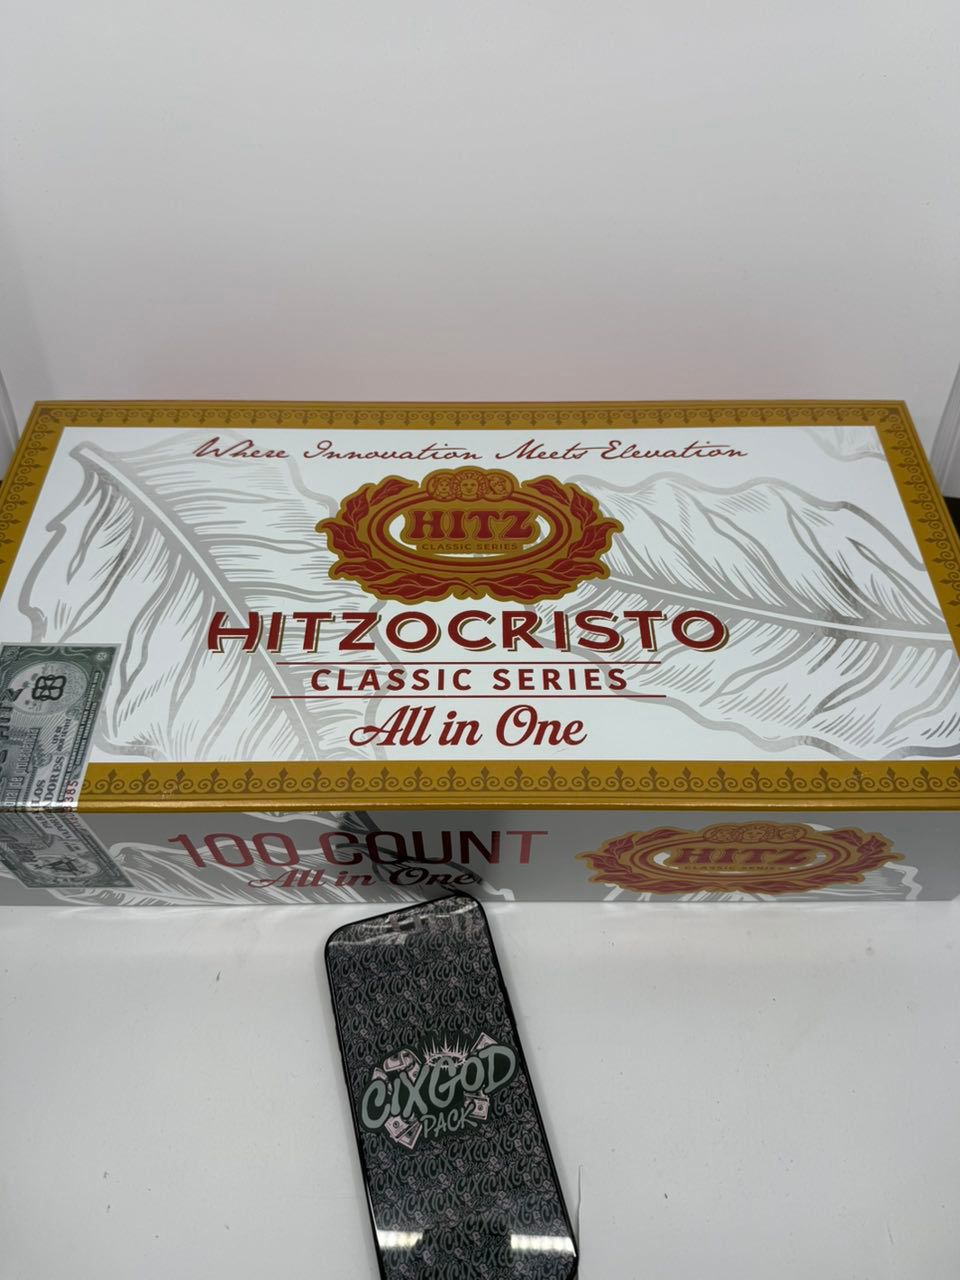 Where Innovation Meets Elevation
HITZ
CLASSIC SERIES
HITZOCRISTO
CLASSIC SERIES
All in One
100 COUNT
All in One
HITZ
CLASSIC SERIES
CIXGOD
PACK